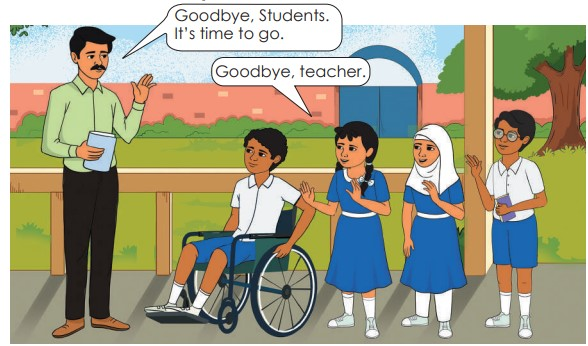 Goodbye, Students.
It's time to go.
Goodbye, teacher.